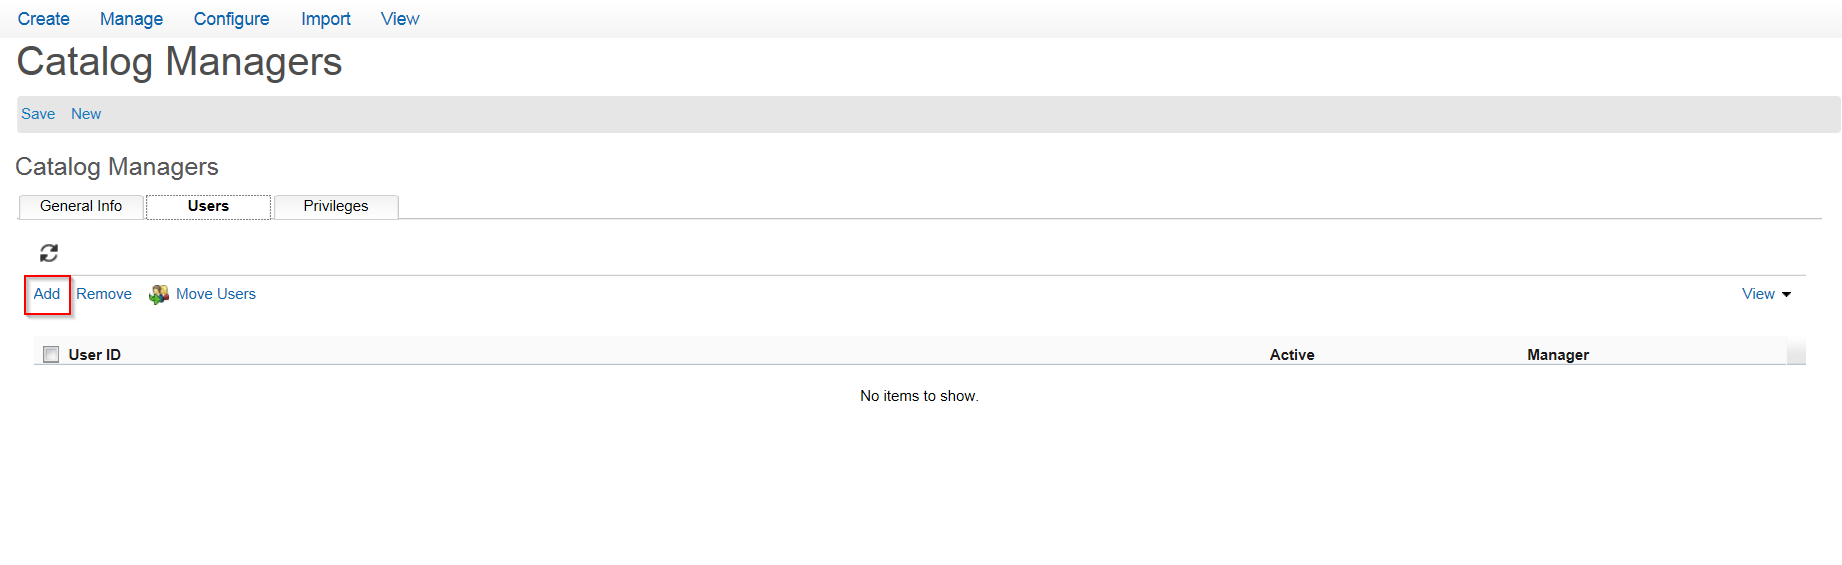 Create Manage Configure Import View
Catalog Managers
Save New
Catalog Managers
General Info Users Privileges
Add Remove Move Users View
User ID Active Manager
No items to show.